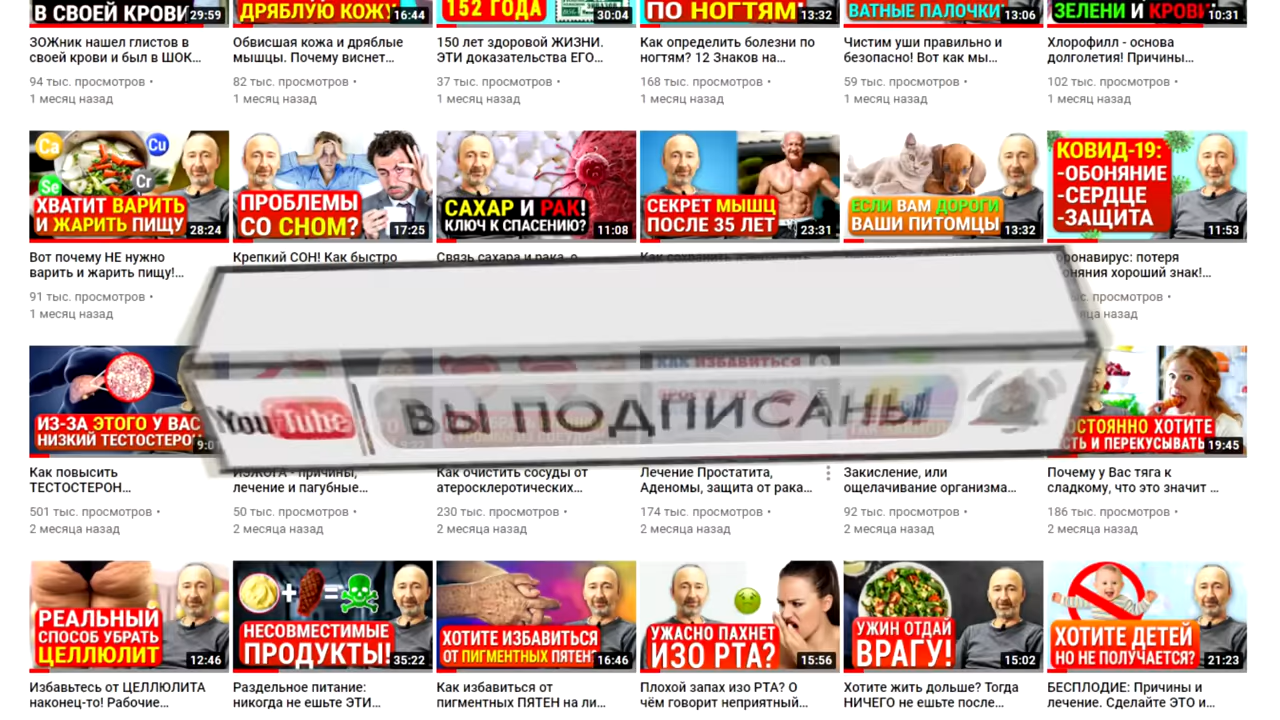 В СВОЕЙ КРОВИ
29:59
ДРЯБЛУЮ КОЖУ
16:44
152 ГОДА
30:04
ПО НОГТЯМ
13:32
ВАТНЫЕ ПАЛОЧКИ
13:06
ЗЕЛЕНИ И КРОВИ
10:31
ЗОЖник нашел глистов в
своей крови и был в ШОК...
94 тыс. просмотров •
1 месяц назад
Обвисшая кожа и дряблые
мышцы. Почему виснет...
82 тыс. просмотров •
1 месяц назад
150 лет здоровой ЖИЗНИ.
ЭТИ доказательства ЕГО...
37 тыс. просмотров •
1 месяц назад
Как определить болезни по
ногтям? 12 Знаков на...
168 тыс. просмотров •
1 месяц назад
Чистим уши правильно и
безопасно! Вот как мы...
59 тыс. просмотров •
1 месяц назад
Хлорофилл - основа
долголетия! Причины...
102 тыс. просмотров •
1 месяц назад
Ca
Cu
Se
Cr
ХВАТИТ ВАРИТЬ
И ЖАРИТЬ ПИЩУ
28:24
ПРОБЛЕМЫ
СО СНОМ?
17:25
САХАР И РАК!
КЛЮЧ К СПАСЕНИЮ?
11:08
СЕКРЕТ МЫШЦ
ПОСЛЕ 35 ЛЕТ
23:31
ЕСЛИ ВАМ ДОРОГИ
ВАШИ ПИТОМЦЫ
13:32
КОВИД-19:
-ОБОНЯНИЕ
-СЕРДЦЕ
-ЗАЩИТА
11:53
Вот почему НЕ нужно
варить и жарить пищу!...
91 тыс. просмотров •
1 месяц назад
Крепкий СОН! Как быстро
Связь сахара и рака, о
потеря
хороший знак!...
просмотров •
назад
YouTube
ВЫ ПОДПИСАНЫ
КАК ИЗБАВИТЬСЯ
ИЗ-ЗА ЭТОГО У ВАС
НИЗКИЙ ТЕСТОСТЕРОН
ХОТИТЕ
И ПЕРЕКУСЫВАТЬ
19:45
Как повысить
ТЕСТОСТЕРОН...
501 тыс. просмотров •
2 месяца назад
ИЗЖОГА - причины,
лечение и пагубные...
50 тыс. просмотров •
2 месяца назад
Как очистить сосуды от
атеросклеротических...
230 тыс. просмотров •
2 месяца назад
Лечение Простатита,
Аденомы, защита от рака...
174 тыс. просмотров •
2 месяца назад
Закисление, или
ощелачивание организма...
92 тыс. просмотров •
2 месяца назад
Почему у Вас тяга к
сладкому, что это значит ...
186 тыс. просмотров •
2 месяца назад
РЕАЛЬНЫЙ
СПОСОБ УБРАТЬ
ЦЕЛЛЮЛИТ
12:46
НЕСОВМЕСТИМЫЕ
ПРОДУКТЫ!
35:22
ХОТИТЕ ИЗБАВИТЬСЯ
ОТ ПИГМЕНТНЫХ ПЯТЕН?
16:46
УЖАСНО ПАХНЕТ
ИЗО РТА?
15:56
УЖИН ОТДАЙ
ВРАГУ!
15:02
ХОТИТЕ ДЕТЕЙ
НО НЕ ПОЛУЧАЕТСЯ?
21:23
Избавьтесь от ЦЕЛЛЮЛИТА
наконец-то! Рабочие...
Раздельное питание:
никогда не ешьте ЭТИ...
Как избавиться от
пигментных ПЯТЕН на ли...
Плохой запах изо РТА? О
чём говорит неприятный...
Хотите жить дольше? Тогда
НИЧЕГО не ешьте после...
БЕСПЛОДИЕ: Причины и
лечение. Сделайте ЭТО и...